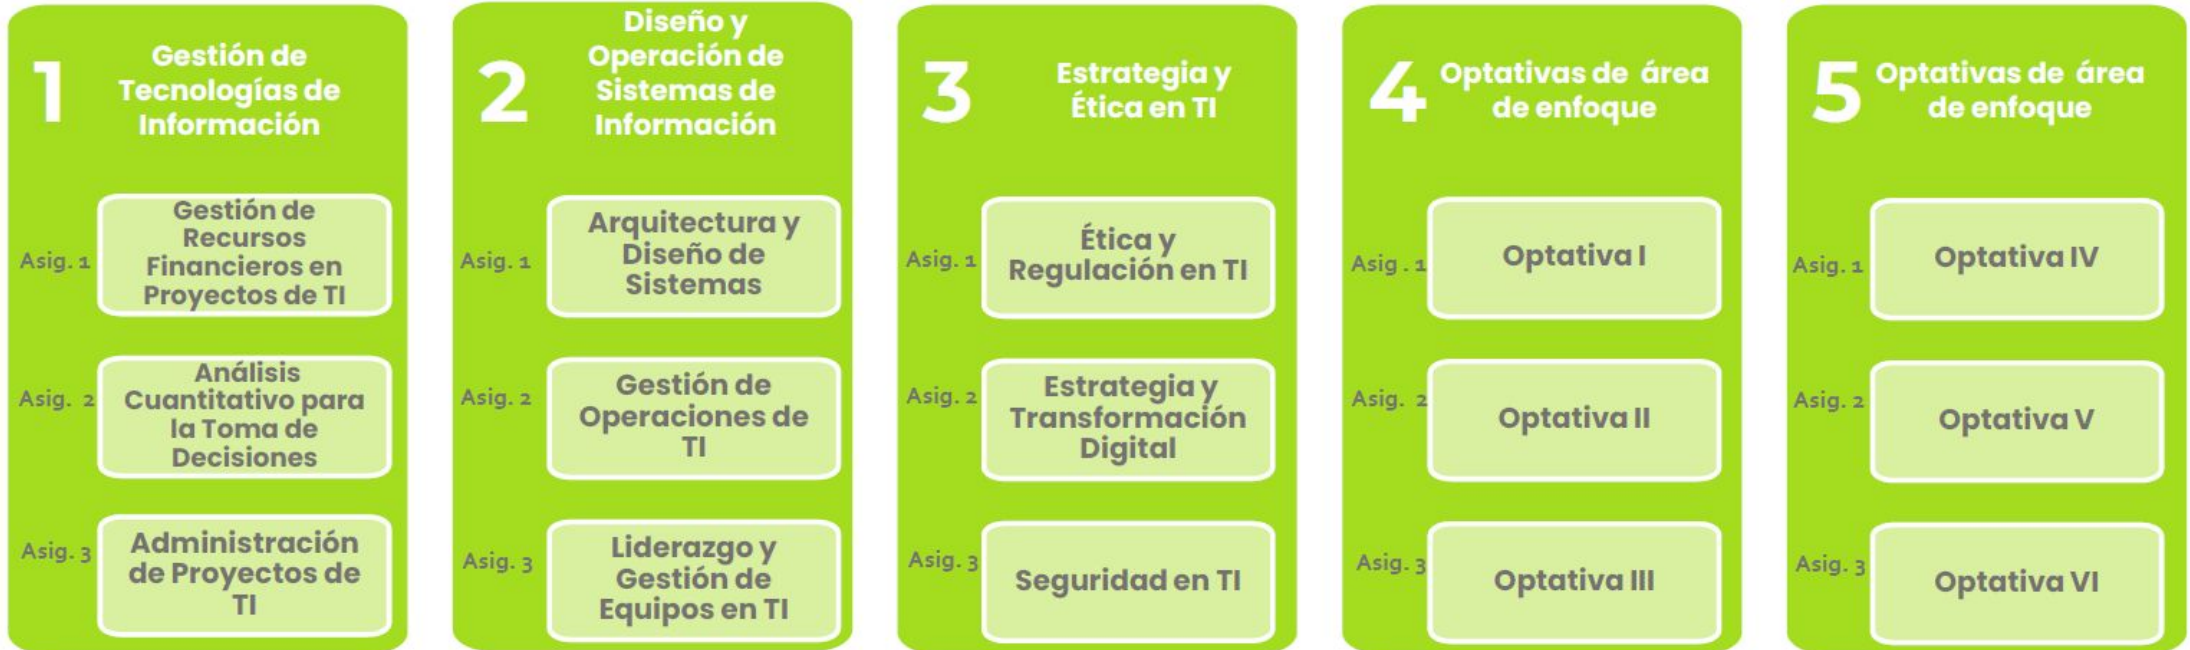 1
Gestión de
Tecnologías de
Información
Asig. 1
Gestión de
Recursos
Financieros en
Proyectos de TI
Asig. 2
Análisis
Cuantitativo para
la Toma de
Decisiones
Asig. 3
Administración
de Proyectos de
TI
2
Diseño y
Operación de
Sistemas de
Información
Asig. 1
Arquitectura y
Diseño de
Sistemas
Asig. 2
Gestión de
Operaciones de
TI
Asig. 3
Liderazgo y
Gestión de
Equipos en TI
3
Estrategia y
Ética en TI
Asig. 1
Ética y
Regulación en TI
Asig. 2
Estrategia y
Transformación
Digital
Asig. 3
Seguridad en TI
4
Optativas de área
de enfoque
Asig . 1
Optativa I
Asig. 2
Optativa II
Asig. 3
Optativa III
5
Optativas de área
de enfoque
Asig. 1
Optativa IV
Asig. 2
Optativa V
Asig. 3
Optativa VI